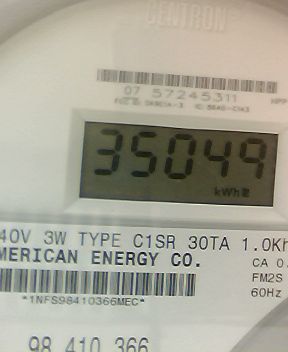 CENTRON
07 57245311
35049
kWh
40V 3W TYPE C1SR 30TA 1.0Kh
MERICAN ENERGY CO.
CA 0.
FM2S
60Hz
*1NFS98410366MEC*
98 410 366